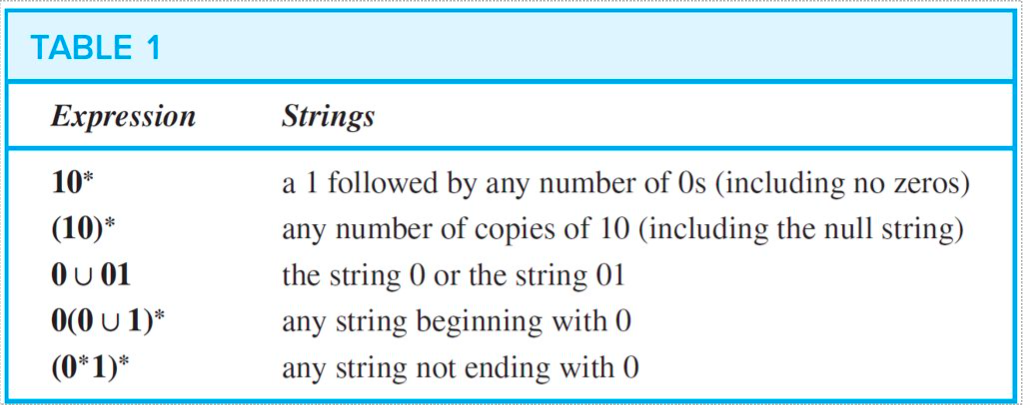 TABLE 1
Expression Strings
10* a 1 followed by any number of 0s (including no zeros)
(10)* any number of copies of 10 (including the null string)
0 ∪ 01 the string 0 or the string 01
0(0 ∪ 1)* any string beginning with 0
(0*1)* any string not ending with 0